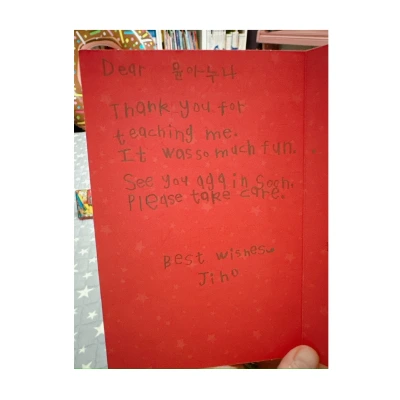 Dear 윤아누나
Thank you for
teaching me.
It was so much fun.
See you again soon.
Please take care.
Best wishes
Jiho